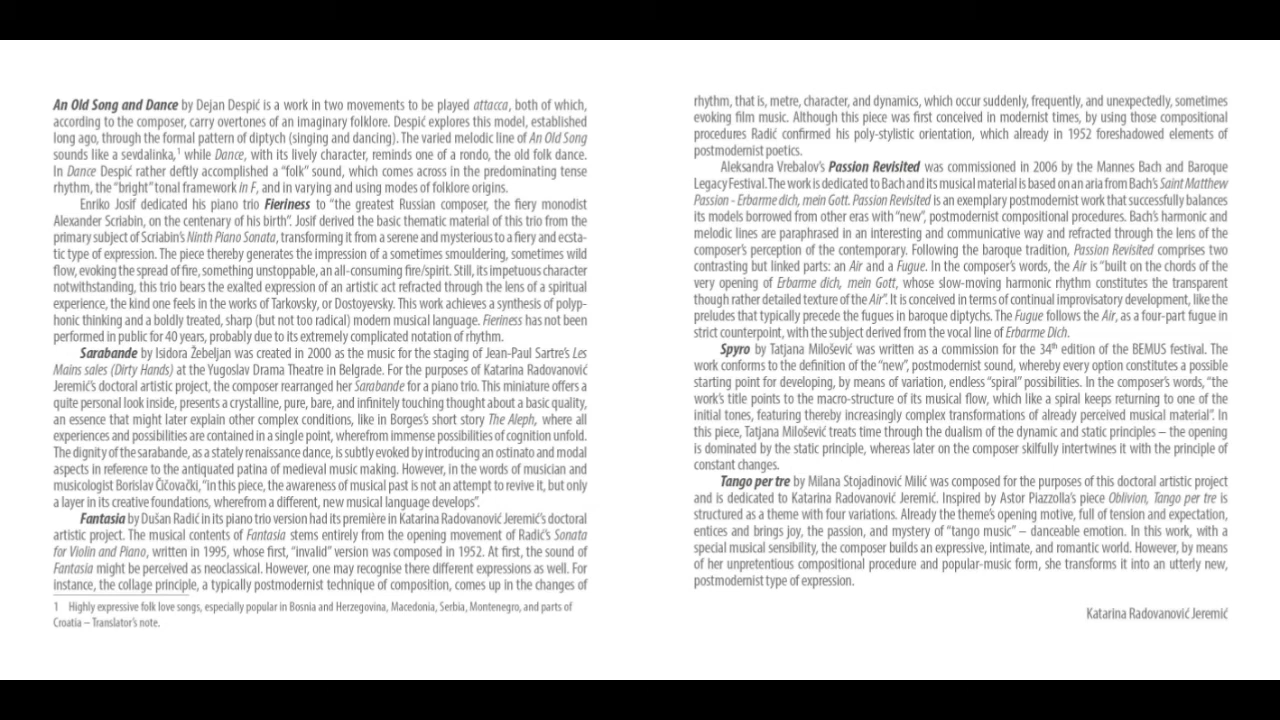 An Old Song and Dance by Dejan Despić is a work in two movements to be played attacca, both of which,
according to the composer, carry overtones of an imaginary folklore. Despić explores this model, established
long ago, through the formal pattern of diptych (singing and dancing). The varied melodic line of An Old Song
sounds like a sevdalinka,1 while Dance, with its lively character, reminds one of a rondo, the old folk dance.
In Dance Despić rather deftly accomplished a “folk” sound, which comes across in the predominating tense
rhythm, the “bright” tonal framework in F, and in varying and using modes of folklore origins.
Enriko Josif dedicated his piano trio Fieriness to “the greatest Russian composer, the fiery monodist
Alexander Scriabin, on the centenary of his birth”. Josif derived the basic thematic material of this trio from the
primary subject of Scriabin’s Ninth Piano Sonata, transforming it from a serene and mysterious to a fiery and ecsta-
tic type of expression. The piece thereby generates the impression of a sometimes smouldering, sometimes wild
flow, evoking the spread of fire, something unstoppable, an all-consuming fire/spirit. Still, its impetuous character
notwithstanding, this trio bears the exalted expression of an artistic act refracted through the lens of a spiritual
experience, the kind one feels in the works of Tarkovsky, or Dostoyevsky. This work achieves a synthesis of polyp-
honic thinking and a boldly treated, sharp (but not too radical) modern musical language. Fieriness has not been
performed in public for 40 years, probably due to its extremely complicated notation of rhythm.
Sarabande by Isidora Žebeljan was created in 2000 as the music for the staging of Jean-Paul Sartre’s Les
Mains sales (Dirty Hands) at the Yugoslav Drama Theatre in Belgrade. For the purposes of Katarina Radovanović
Jeremić’s doctoral artistic project, the composer rearranged her Sarabande for a piano trio. This miniature offers a
quite personal look inside, presents a crystalline, pure, bare, and infinitely touching thought about a basic quality,
an essence that might later explain other complex conditions, like in Borges’s short story The Aleph, where all
experiences and possibilities are contained in a single point, wherefrom immense possibilities of cognition unfold.
The dignity of the sarabande, as a stately renaissance dance, is subtly evoked by introducing an ostinato and modal
aspects in reference to the antiquated patina of medieval music making. However, in the words of musician and
musicologist Borislav Čičovački, “in this piece, the awareness of musical past is not an attempt to revive it, but only
a layer in its creative foundations, wherefrom a different, new musical language develops”.
Fantasia by Dušan Radić in its piano trio version had its première in Katarina Radovanović Jeremić’s doctoral
artistic project. The musical contents of Fantasia stems entirely from the opening movement of Radić’s Sonata
for Violin and Piano, written in 1995, whose first, “invalid” version was composed in 1952. At first, the sound of
Fantasia might be perceived as neoclassical. However, one may recognise there different expressions as well. For
instance, the collage principle, a typically postmodernist technique of composition, comes up in the changes of
1 Highly expressive folk love songs, especially popular in Bosnia and Herzegovina, Macedonia, Serbia, Montenegro, and parts of
Croatia – Translator’s note.
rhythm, that is, metre, character, and dynamics, which occur suddenly, frequently, and unexpectedly, sometimes
evoking film music. Although this piece was first conceived in modernist times, by using those compositional
procedures Radić confirmed his poly-stylistic orientation, which already in 1952 foreshadowed elements of
postmodernist poetics.
Aleksandra Vrebalov’s Passion Revisited was commissioned in 2006 by the Mannes Bach and Baroque
Legacy Festival. The work is dedicated to Bach and its musical material is based on an aria from Bach’s Saint Matthew
Passion - Erbarme dich, mein Gott. Passion Revisited is an exemplary postmodernist work that successfully balances
its models borrowed from other eras with “new”, postmodernist compositional procedures. Bach’s harmonic and
melodic lines are paraphrased in an interesting and communicative way and refracted through the lens of the
composer’s perception of the contemporary. Following the baroque tradition, Passion Revisited comprises two
contrasting but linked parts: an Air and a Fugue. In the composer’s words, the Air is “built on the chords of the
very opening of Erbarme dich, mein Gott, whose slow-moving harmonic rhythm constitutes the transparent
though rather detailed texture of the Air”. It is conceived in terms of continual improvisatory development, like the
preludes that typically precede the fugues in baroque diptychs. The Fugue follows the Air, as a four-part fugue in
strict counterpoint, with the subject derived from the vocal line of Erbarme Dich.
Spyro by Tatjana Milošević was written as a commission for the 34th edition of the BEMUS festival. The
work conforms to the definition of the “new”, postmodernist sound, whereby every option constitutes a possible
starting point for developing, by means of variation, endless “spiral” possibilities. In the composer’s words, “the
work’s title points to the macro-structure of its musical flow, which like a spiral keeps returning to one of the
initial tones, featuring thereby increasingly complex transformations of already perceived musical material”. In
this piece, Tatjana Milošević treats time through the dualism of the dynamic and static principles – the opening
is dominated by the static principle, whereas later on the composer skilfully intertwines it with the principle of
constant changes.
Tango per tre by Milana Stojadinović Milić was composed for the purposes of this doctoral artistic project
and is dedicated to Katarina Radovanović Jeremić. Inspired by Astor Piazzolla’s piece Oblivion, Tango per tre is
structured as a theme with four variations. Already the theme’s opening motive, full of tension and expectation,
entices and brings joy, the passion, and mystery of “tango music” – danceable emotion. In this work, with a
special musical sensibility, the composer builds an expressive, intimate, and romantic world. However, by means
of her unpretentious compositional procedure and popular-music form, she transforms it into an utterly new,
postmodernist type of expression.
Katarina Radovanović Jeremić